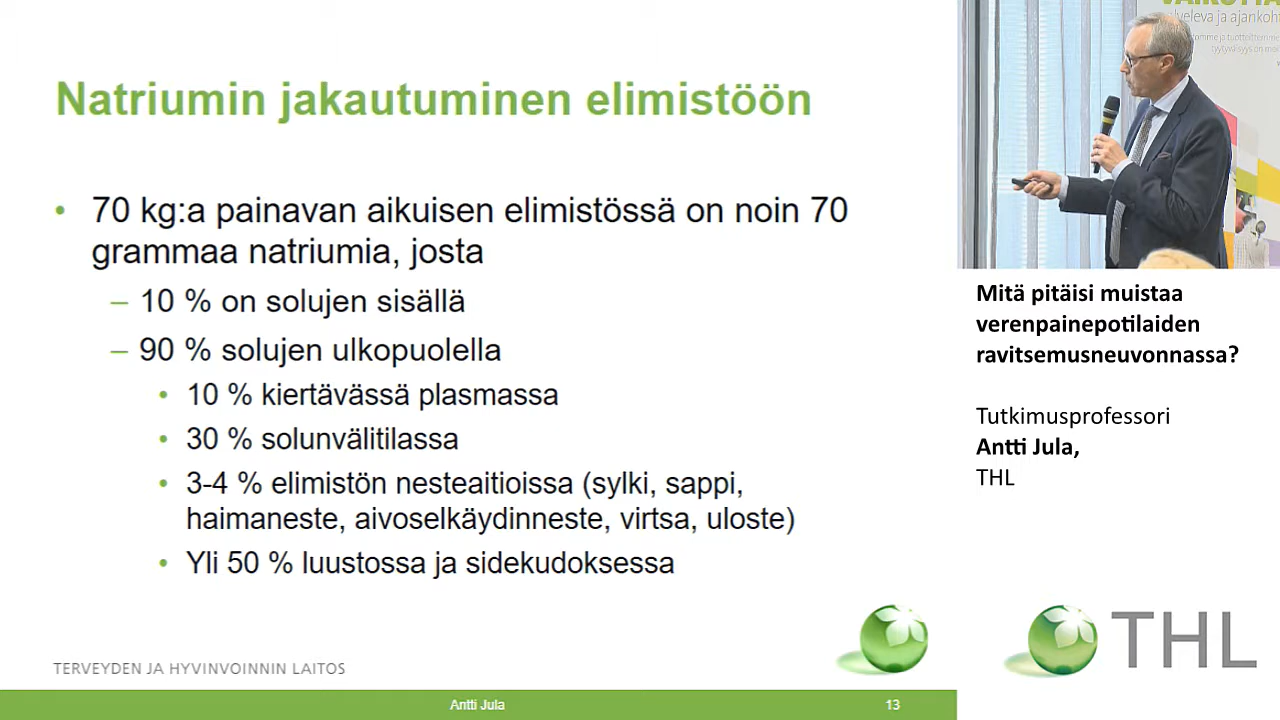 Natriumin jakautuminen elimistöön
• 70 kg:a painavan aikuisen elimistössä on noin 70
grammaa natriumia, josta
– 10 % on solujen sisällä
– 90 % solujen ulkopuolella
• 10 % kiertävässä plasmassa
• 30 % solunvälitilassa
• 3-4 % elimistön nesteaitioissa (sylki, sappi,
haimaneste, aivoselkäydinneste, virtsa, uloste)
• Yli 50 % luustossa ja sidekudoksessa
TERVEYDEN JA HYVINVOINNIN LAITOS
Antti Jula
13
Mitä pitäisi muistaa
verenpainepotilaiden
ravitsemusneuvonnassa?
Tutkimusprofessori
Antti Jula,
THL
THL